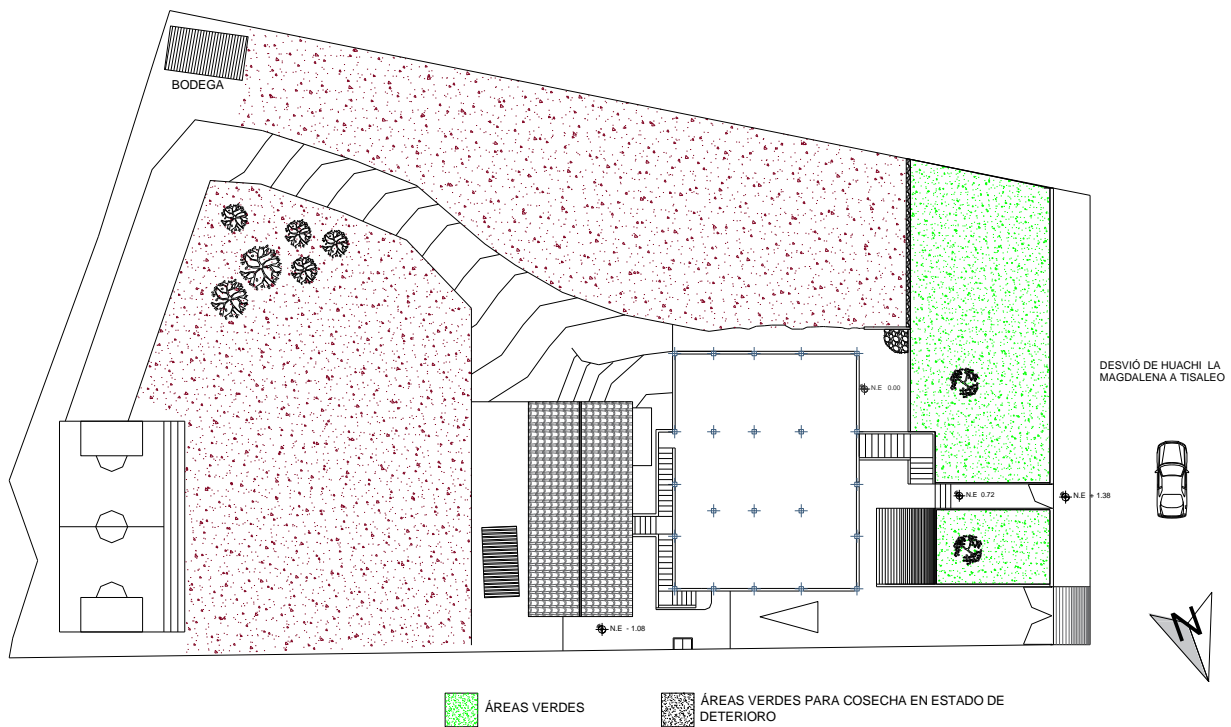 BODEGA
DESVIÓ DE HUACHI LA
MAGDALENA A TISALEO
N.E 0.00
N.E 0.72
N.E + 1.38
N.E - 1.08
N
ÁREAS VERDES
ÁREAS VERDES PARA COSECHA EN ESTADO DE
DETERIORO